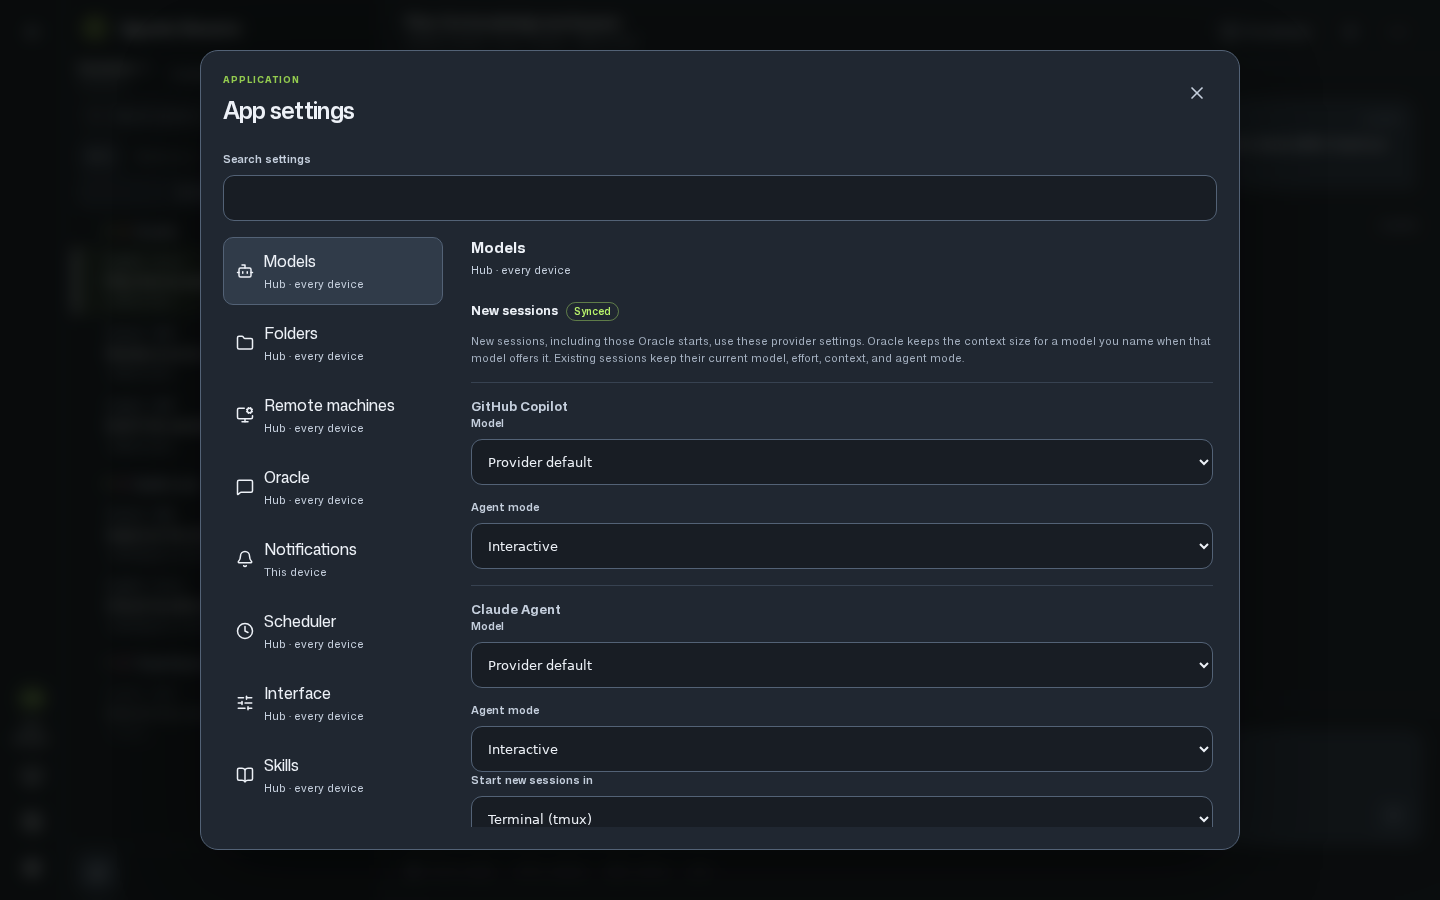 APPLICATION
App settings
Search settings
Models
Hub · every device
Folders
Hub · every device
Remote machines
Hub · every device
Oracle
Hub · every device
Notifications
This device
Scheduler
Hub · every device
Interface
Hub · every device
Skills
Hub · every device
Models
Hub · every device
New sessions Synced
New sessions, including those Oracle starts, use these provider settings. Oracle keeps the context size for a model you name when that
model offers it. Existing sessions keep their current model, effort, context, and agent mode.
GitHub Copilot
Model
Provider default
Agent mode
Interactive
Claude Agent
Model
Provider default
Agent mode
Interactive
Start new sessions in
Terminal (tmux)